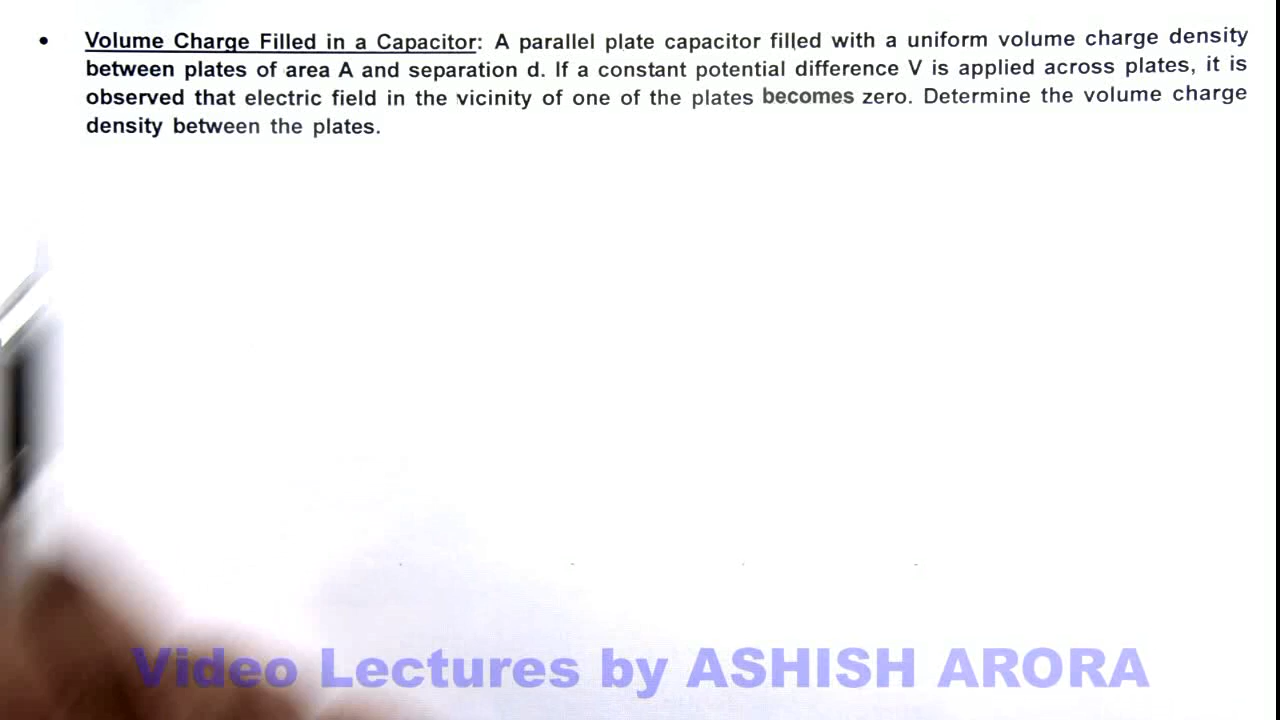 • Volume Charge Filled in a Capacitor: A parallel plate capacitor filled with a uniform volume charge density
between plates of area A and separation d. If a constant potential difference V is applied across plates, it is
observed that electric field in the vicinity of one of the plates becomes zero. Determine the volume charge
density between the plates.
Video Lectures by ASHISH ARORA